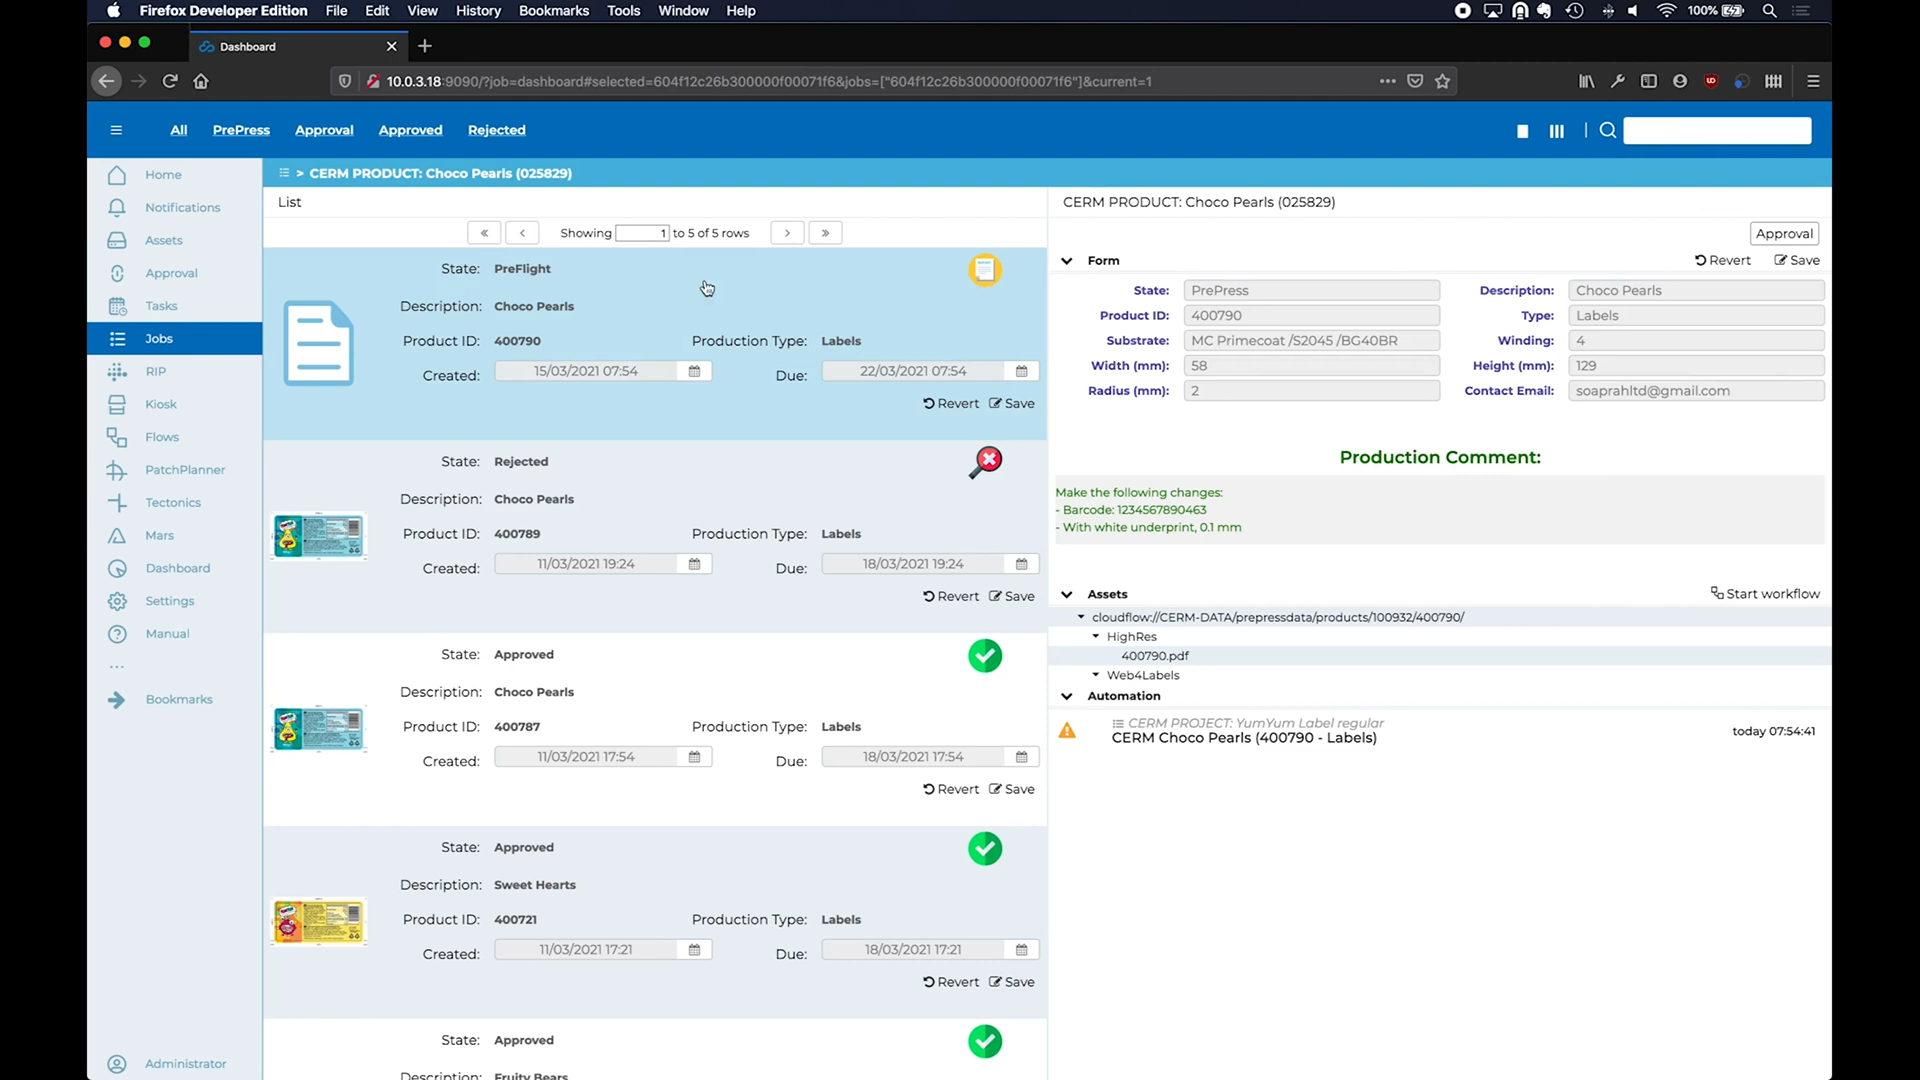 Firefox Developer Edition File Edit View History Bookmarks Tools Window Help 100%
Dashboard
10.0.3.18:9090/?job=dashboard#selected=604f12c26b300000f00071f6&jobs=["604f12c26b300000f00071f6"]&current=1
All PrePress Approval Approved Rejected
Home
Notifications
Assets
Approval
Tasks
Jobs
RIP
Kiosk
Flows
PatchPlanner
Tectonics
Mars
Dashboard
Settings
Manual
...
Bookmarks
Administrator
> CERM PRODUCT: Choco Pearls (025829)
List
« ‹ Showing 1 to 5 of 5 rows › »
State: PreFlight
Description: Choco Pearls
Product ID: 400790 Production Type: Labels
Created: 15/03/2021 07:54 Due: 22/03/2021 07:54
Revert Save
State: Rejected
Description: Choco Pearls
Product ID: 400789 Production Type: Labels
Created: 11/03/2021 19:24 Due: 18/03/2021 19:24
Revert Save
State: Approved
Description: Choco Pearls
Product ID: 400787 Production Type: Labels
Created: 11/03/2021 17:54 Due: 18/03/2021 17:54
Revert Save
State: Approved
Description: Sweet Hearts
Product ID: 400721 Production Type: Labels
Created: 11/03/2021 17:21 Due: 18/03/2021 17:21
Revert Save
State: Approved
Description: Fruity Bears
CERM PRODUCT: Choco Pearls (025829)
Approval
Form Revert Save
State: PrePress Description: Choco Pearls
Product ID: 400790 Type: Labels
Substrate: MC Primecoat /S2045 /BG40BR Winding: 4
Width (mm): 58 Height (mm): 129
Radius (mm): 2 Contact Email: soaprahltd@gmail.com
Production Comment:
Make the following changes:
- Barcode: 1234567890463
- With white underprint, 0.1 mm
Assets Start workflow
cloudflow://CERM-DATA/prepressdata/products/100932/400790/
HighRes
400790.pdf
Web4Labels
Automation
CERM PROJECT: YumYum Label regular
CERM Choco Pearls (400790 - Labels) today 07:54:41